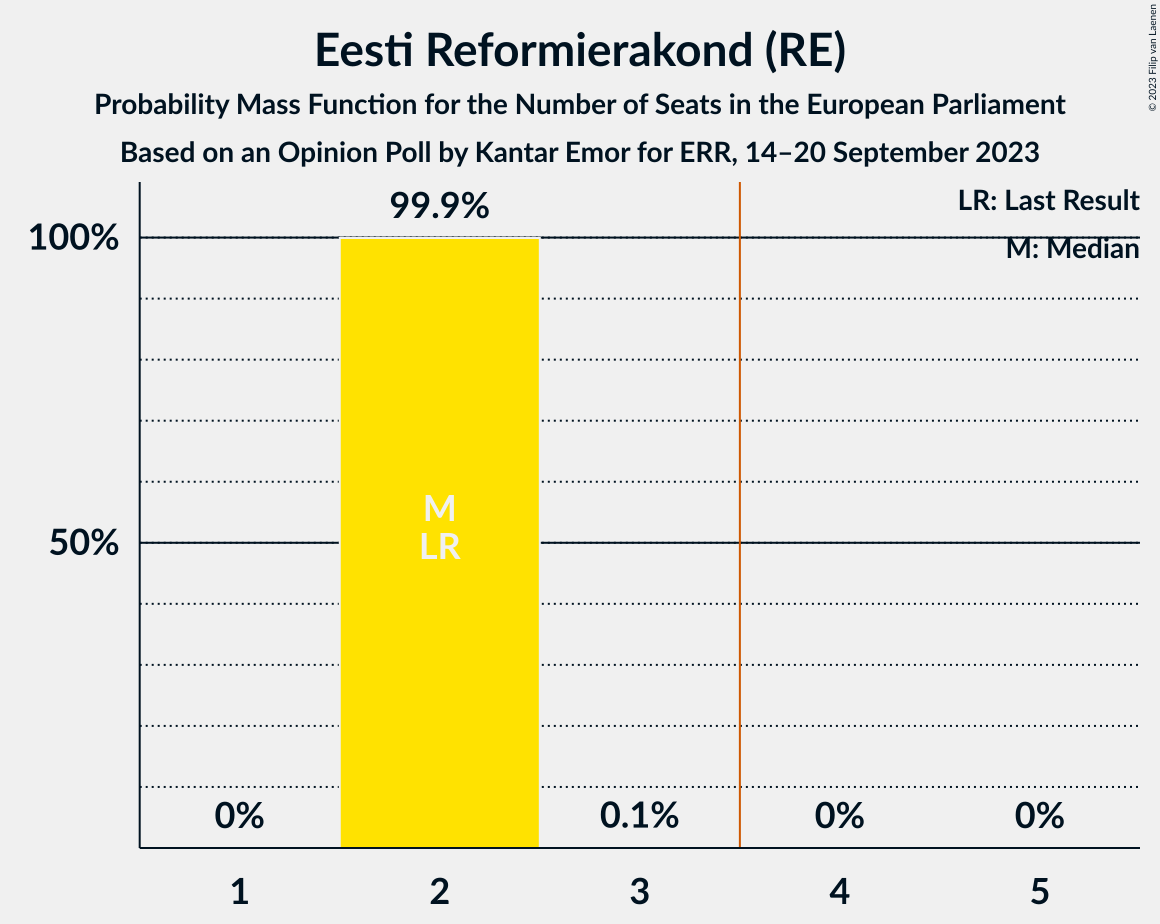 Eesti Reformierakond (RE)
Probability Mass Function for the Number of Seats in the European Parliament
Based on an Opinion Poll by Kantar Emor for ERR, 14–20 September 2023
© 2023 Filip van Laenen
LR: Last Result
M: Median
99.9%
100%
50%
M
LR
0%
0.1%
0%
0%
1
2
3
4
5